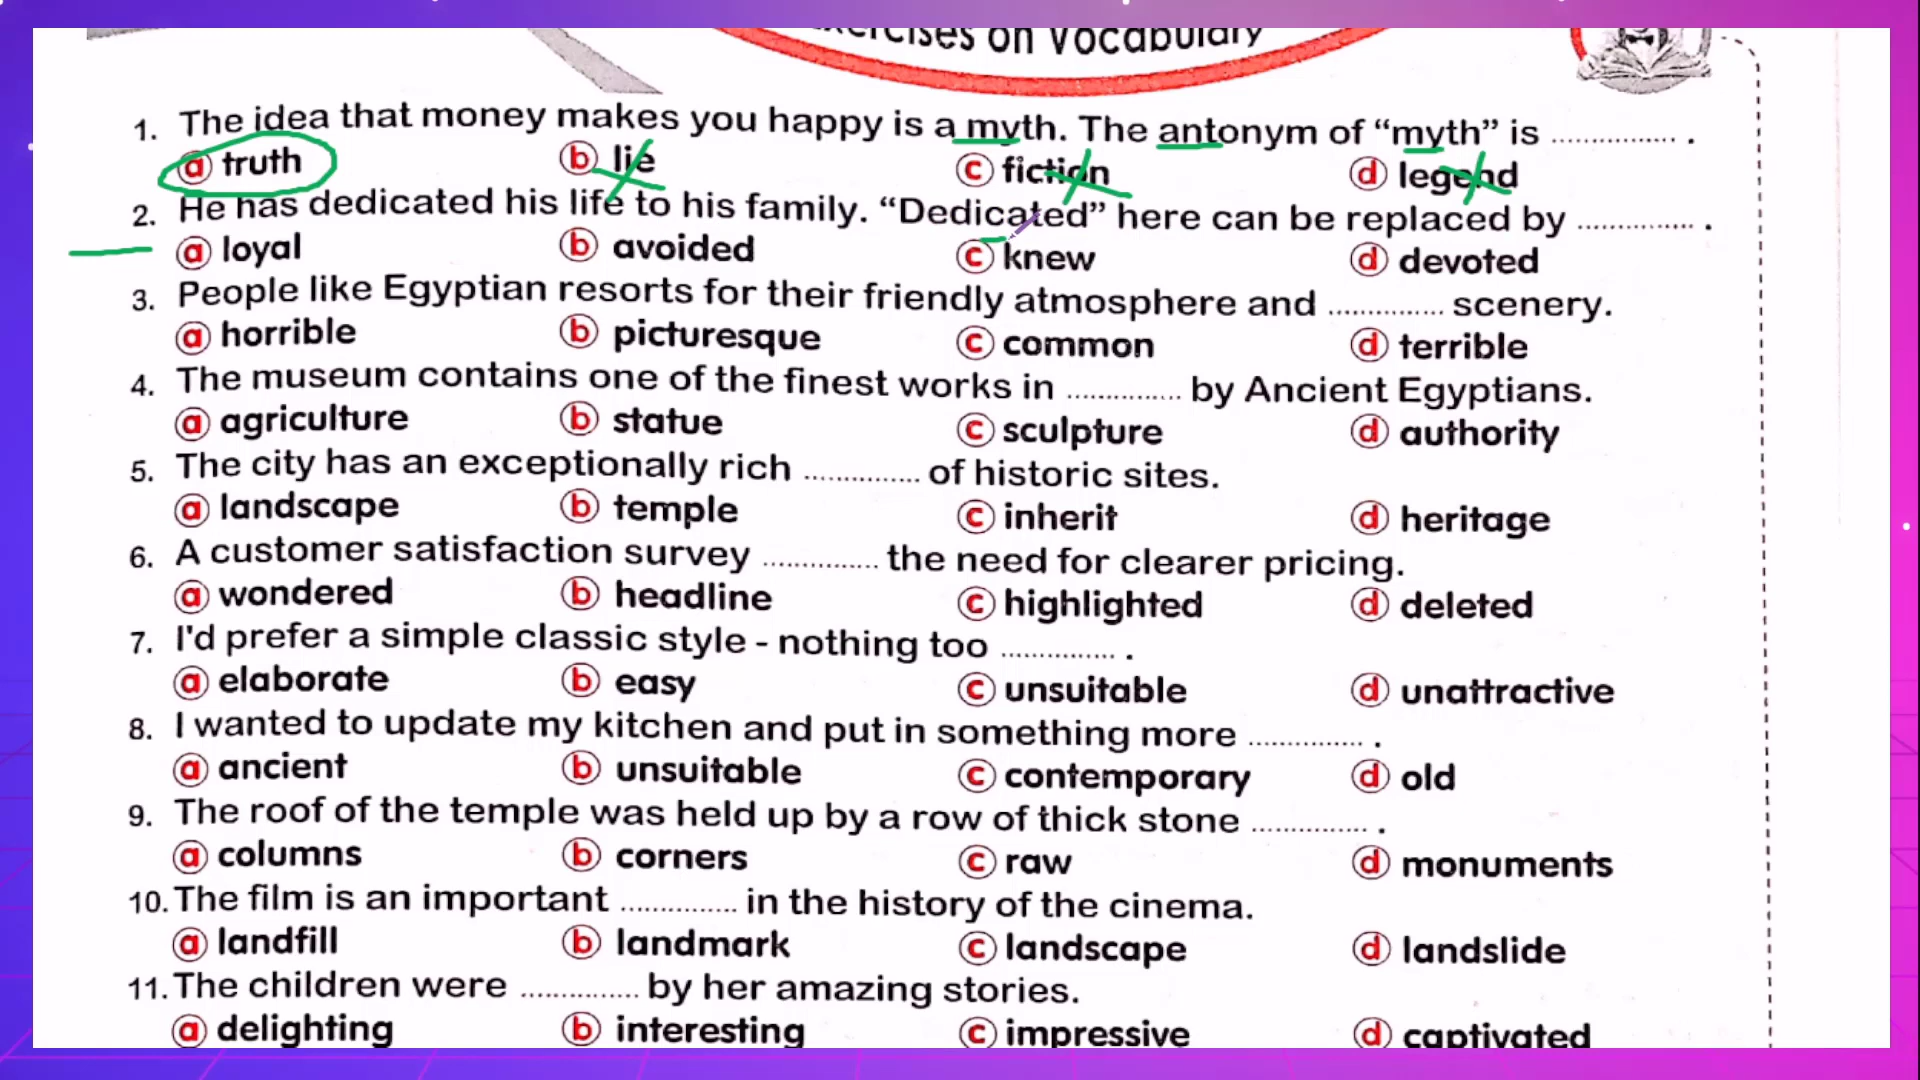 Exercises on Vocabulary
1. The idea that money makes you happy is a myth. The antonym of “myth” is .............. .
a truth b lie c fiction d legend
2. He has dedicated his life to his family. “Dedicated” here can be replaced by .............. .
a loyal b avoided c knew d devoted
3. People like Egyptian resorts for their friendly atmosphere and .............. scenery.
a horrible b picturesque c common d terrible
4. The museum contains one of the finest works in .............. by Ancient Egyptians.
a agriculture b statue c sculpture d authority
5. The city has an exceptionally rich .............. of historic sites.
a landscape b temple c inherit d heritage
6. A customer satisfaction survey .............. the need for clearer pricing.
a wondered b headline c highlighted d deleted
7. I'd prefer a simple classic style - nothing too .............. .
a elaborate b easy c unsuitable d unattractive
8. I wanted to update my kitchen and put in something more .............. .
a ancient b unsuitable c contemporary d old
9. The roof of the temple was held up by a row of thick stone .............. .
a columns b corners c raw d monuments
10. The film is an important .............. in the history of the cinema.
a landfill b landmark c landscape d landslide
11. The children were .............. by her amazing stories.
a delighting b interesting c impressive d captivated